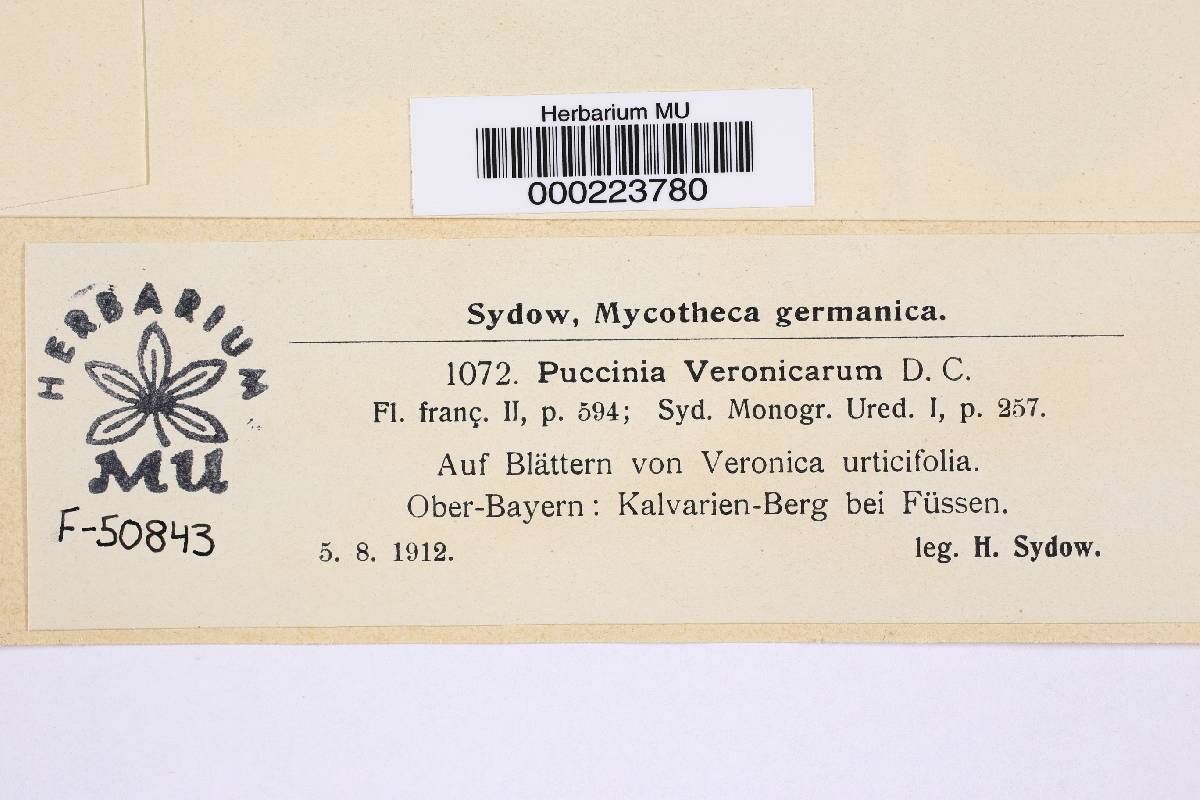 Herbarium MU
000223780
HERBARIUM
MU
F-50843
Sydow, Mycotheca germanica.
1072. Puccinia Veronicarum D. C.
Fl. franç. II, p. 594; Syd. Monogr. Ured. I, p. 257.
Auf Blättern von Veronica urticifolia.
Ober-Bayern: Kalvarien-Berg bei Füssen.
5. 8. 1912. leg. H. Sydow.